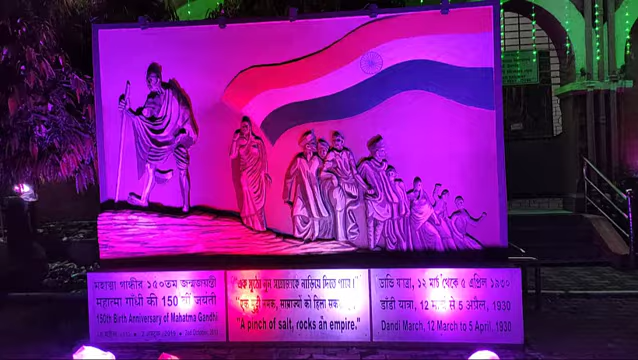 মহাত্মা গান্ধীর ১৫০তম জন্মজয়ন্তী
महात्मा गांधी की 150 वीं जयंती
150th Birth Anniversary of Mahatma Gandhi
2nd October,
"এক মুঠো নুন সাম্রাজ্যকে নাড়িয়ে দিতে পারে।"
"एक मुट्ठी नमक, साम्राज्यों को हिला
"A pinch of salt, rocks an empire."
ডান্ডি যাত্রা, ১২ মার্চ থেকে ৫ এপ্রিল ১৯৩০
डांडी यात्रा, 12 मार्च से 5 अप्रैल, 1930
Dandi March, 12 March to 5 April, 1930